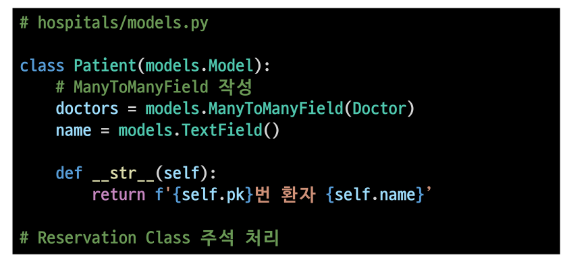 # hospitals/models.py
class Patient(models.Model):
    # ManyToManyField 작성
    doctors = models.ManyToManyField(Doctor)
    name = models.TextField()
    def __str__(self):
        return f'{self.pk}번 환자 {self.name}’
# Reservation Class 주석 처리